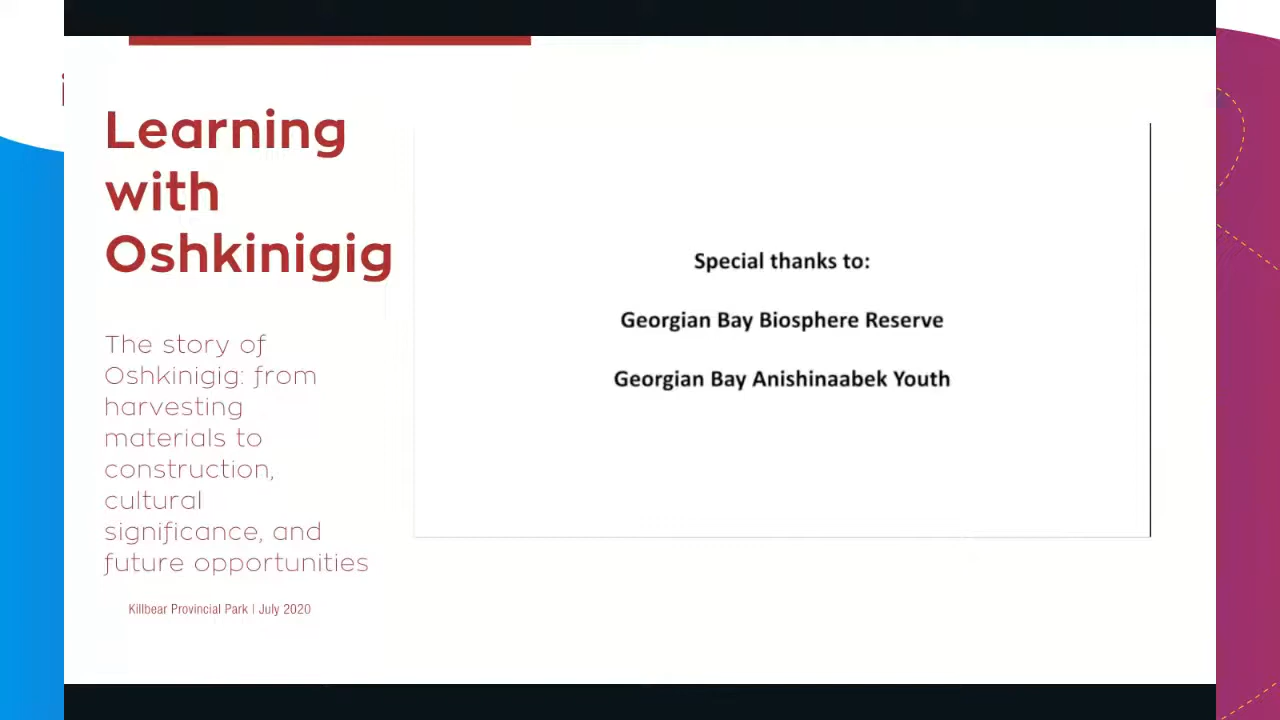 Learning
with
Oshkinigig
The story of
Oshkinigig: from
harvesting
materials to
construction,
cultural
significance, and
future opportunities
Killbear Provincial Park | July 2020
Special thanks to:
Georgian Bay Biosphere Reserve
Georgian Bay Anishinaabek Youth